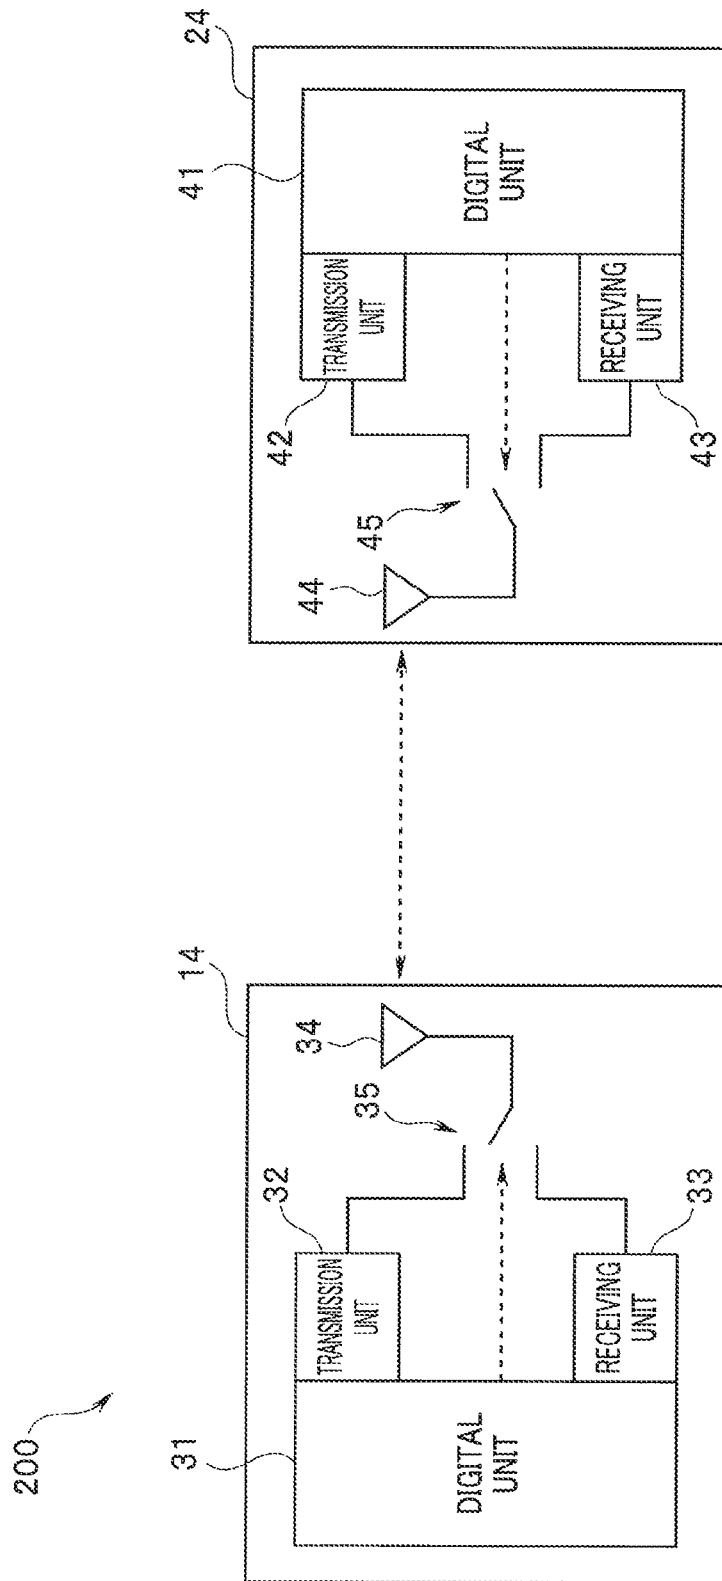 200
14
31
DIGITAL
UNIT
32
TRANSMISSION
UNIT
RECEIVING
UNIT
33
35
34
24
44
45
42
TRANSMISSION
UNIT
41
DIGITAL
UNIT
RECEIVING
UNIT
43